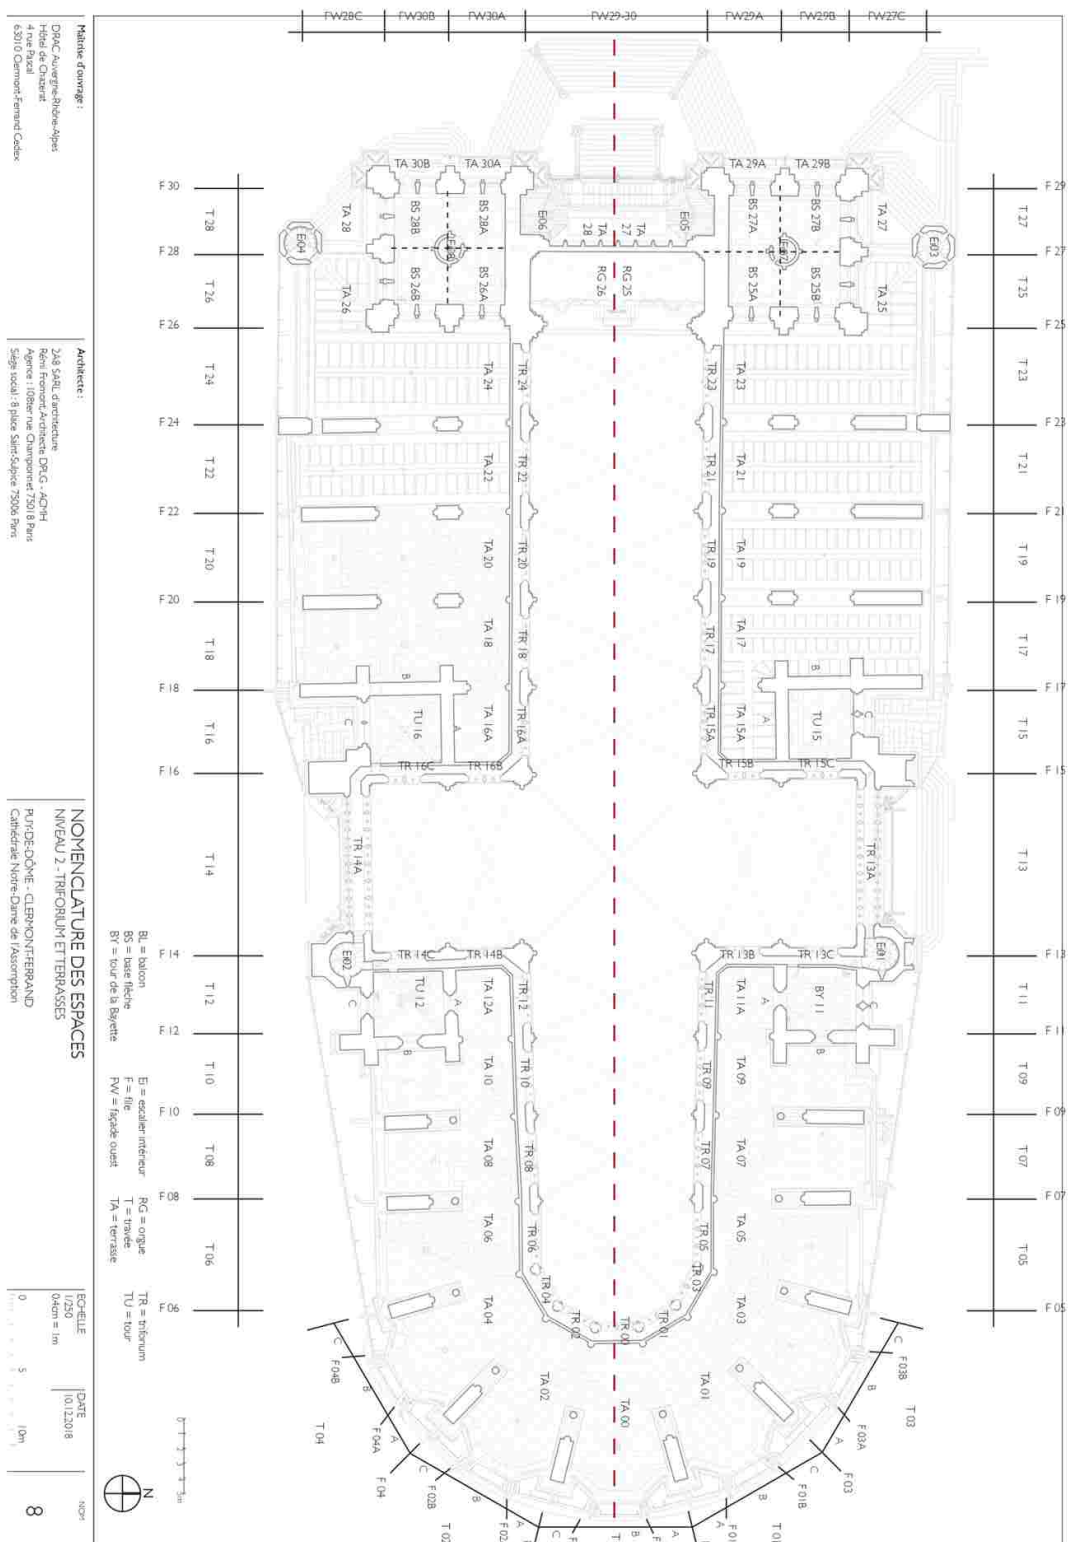 FW28C
FW30B
FW30A
FW29-30
FW29A
FW29B
FW27C
TA 30B
TA 30A
TA 29A
TA 29B
F 30
T 28
F 28
T 26
F 26
T 24
F 24
T 22
F 22
T 20
F 20
T 18
F 18
T 16
F 16
T 14
F 14
T 12
F 12
T 10
F 10
T 08
F 08
T 06
F 06
TA 28
Ei04
TA 26
BS 28B
BS 28A
BS 26B
BS 26A
Ei06
TA
28
TA
27
Ei05
RG 26
RG 25
BS 27A
BS 27B
BS 25A
BS 25B
TA 27
Ei03
TA 25
F 29
T 27
F 27
T 25
F 25
T 23
F 23
T 21
F 21
T 19
F 19
T 17
F 17
T 15
F 15
T 13
F 13
T 11
F 11
T 09
F 09
T 07
F 07
T 05
F 05
TA 24
TR 24
TR 23
TA 23
TA 22
TR 22
TR 21
TA 21
TA 20
TR 20
TR 19
TA 19
TA 18
TR 18
TR 17
TA 17
B
C
TU 16
A
TA 16A
TR 16A
TR 15A
TA 15A
A
TU 15
B
C
TR 16C
TR 16B
TR 15B
TR 15C
TR 14A
TR 13A
Ei02
TR 14C
TR 14B
TR 13B
TR 13C
Ei01
C
TU 12
A
B
TA 12A
TR 12
TR 11
TA 11A
A
BY 11
B
C
TA 10
TR 10
TR 09
TA 09
TA 08
TR 08
TR 07
TA 07
TA 06
TR 06
TR 05
TA 05
TA 04
TR 04
TR 03
TA 03
TR 02
TR 00
TR 01
TA 02
TA 00
TA 01
C
F 04B
B
T 04
F 04A
A
F 04
C
F 02B
B
A
C
T
B
A
B
F 01B
C
F 03
A
F 03A
T 03
B
F 03B
C
Maîtrise d'ouvrage :
DRAC Auvergne-Rhône-Alpes
Hôtel de Chazerat
4 rue Pascal
63010 Clermont-Ferrand Cedex
Architecte :
2A8 SARL d'architecture
Rémi Fromont, Architecte DPLG - ACMH
Agence : 108ter rue Championnet 75018 Paris
Siège social : 8 place Saint-Sulpice 75006 Paris
NOMENCLATURE DES ESPACES
NIVEAU 2 - TRIFORIUM ET TERRASSES
PUY-DE-DÔME - CLERMONT-FERRAND
Cathédrale Notre-Dame de l'Assomption
BL = balcon
BS = base flèche
BY = tour de la Bayette
Ei = escalier intérieur
F = file
FW = façade ouest
RG = orgue
T = travée
TA = terrasse
TR = triforium
TU = tour
ECHELLE
1/250
0.4cm = 1m
0 5 10m
DATE
10.12.2018
8
N